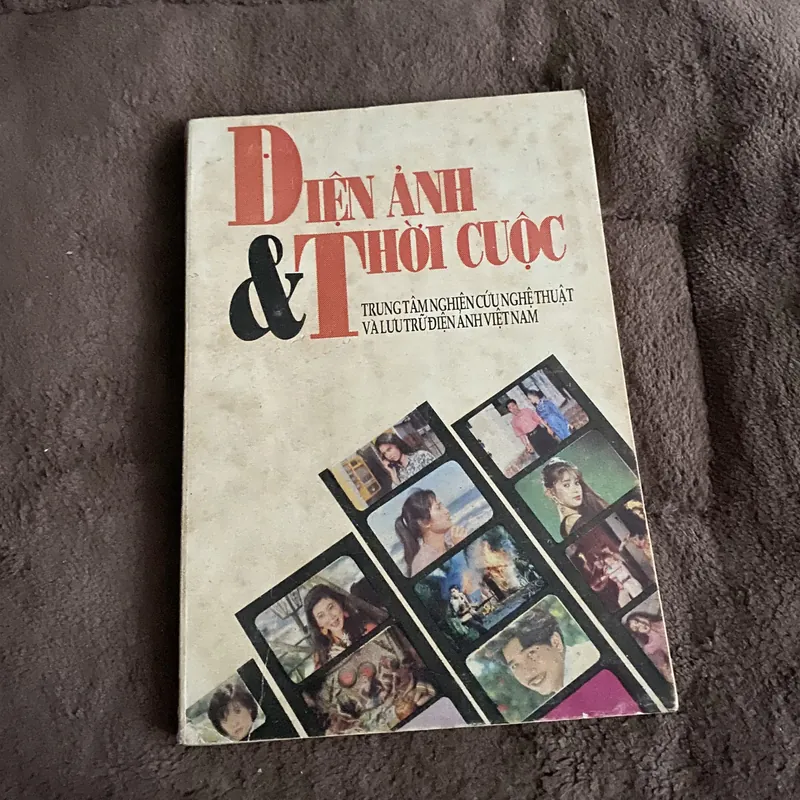 ĐIỆN ẢNH
& THỜI CUỘC
TRUNG TÂM NGHIÊN CỨU NGHỆ THUẬT
VÀ LƯU TRỮ ĐIỆN ẢNH VIỆT NAM